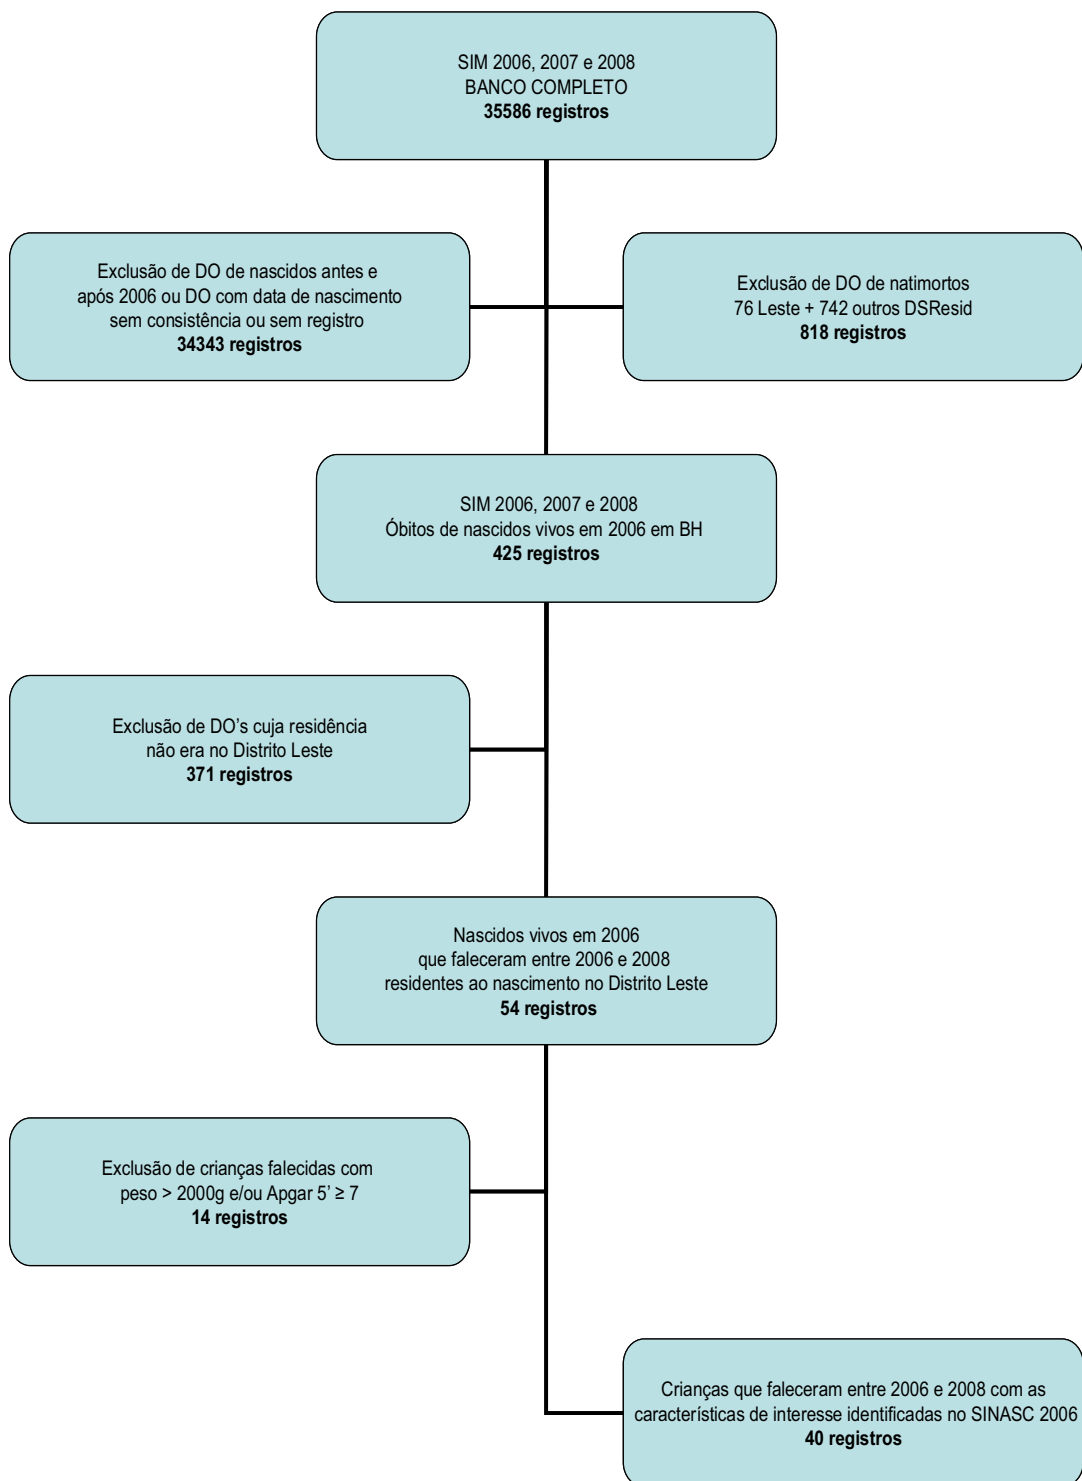 SIM 2006, 2007 e 2008
BANCO COMPLETO
35586 registros
Exclusão de DO de nascidos antes e
após 2006 ou DO com data de nascimento
sem consistência ou sem registro
34343 registros
Exclusão de DO de natimortos
76 Leste + 742 outros DSResid
818 registros
SIM 2006, 2007 e 2008
Óbitos de nascidos vivos em 2006 em BH
425 registros
Exclusão de DO’s cuja residência
não era no Distrito Leste
371 registros
Nascidos vivos em 2006
que faleceram entre 2006 e 2008
residentes ao nascimento no Distrito Leste
54 registros
Exclusão de crianças falecidas com
peso > 2000g e/ou Apgar 5’ ≥ 7
14 registros
Crianças que faleceram entre 2006 e 2008 com as
características de interesse identificadas no SINASC 2006
40 registros